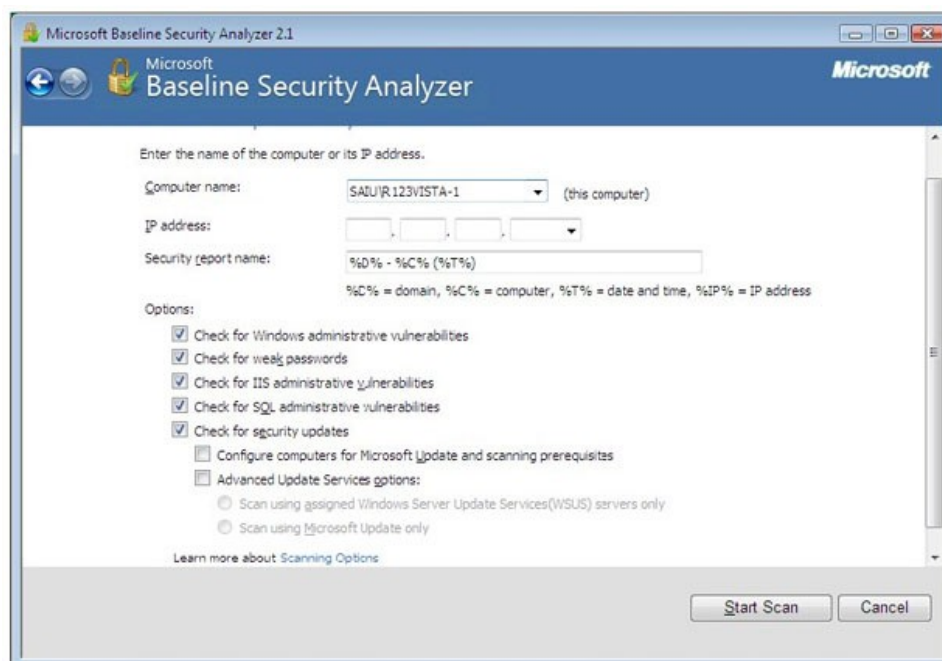 Microsoft Baseline Security Analyzer 2.1
Microsoft
Baseline Security Analyzer
Microsoft
Enter the name of the computer or its IP address.
Computer name: SAIU\R123VISTA-1 (this computer)
IP address: . . .
Security report name: %D% - %C% (%T%)
%D% = domain, %C% = computer, %T% = date and time, %IP% = IP address
Options:
Check for Windows administrative vulnerabilities
Check for weak passwords
Check for IIS administrative vulnerabilities
Check for SQL administrative vulnerabilities
Check for security updates
Configure computers for Microsoft Update and scanning prerequisites
Advanced Update Services options:
Scan using assigned Windows Server Update Services(WSUS) servers only
Scan using Microsoft Update only
Learn more about Scanning Options
Start Scan Cancel